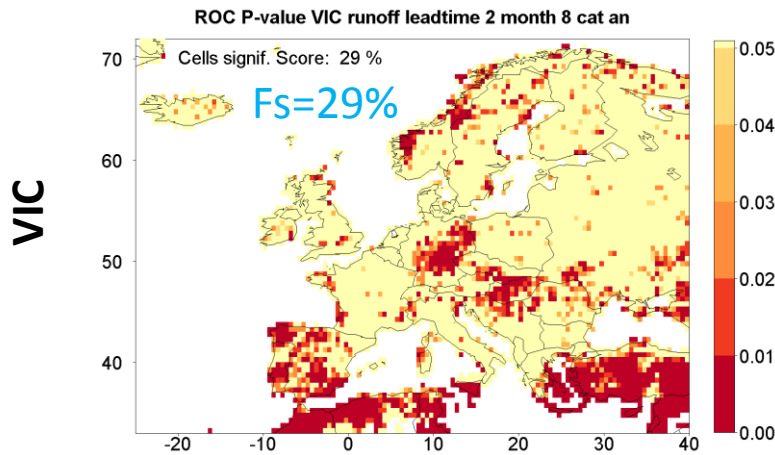 ROC P-value VIC runoff leadtime 2 month 8 cat an
Cells signif. Score: 29 %
Fs=29%
VIC
70
60
50
40
-20 -10 0 10 20 30 40
0.05
0.04
0.03
0.02
0.01
0.00